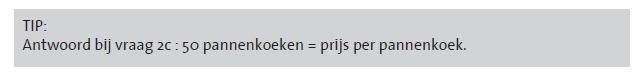 TIP:
Antwoord bij vraag 2c : 50 pannenkoeken = prijs per pannenkoek.